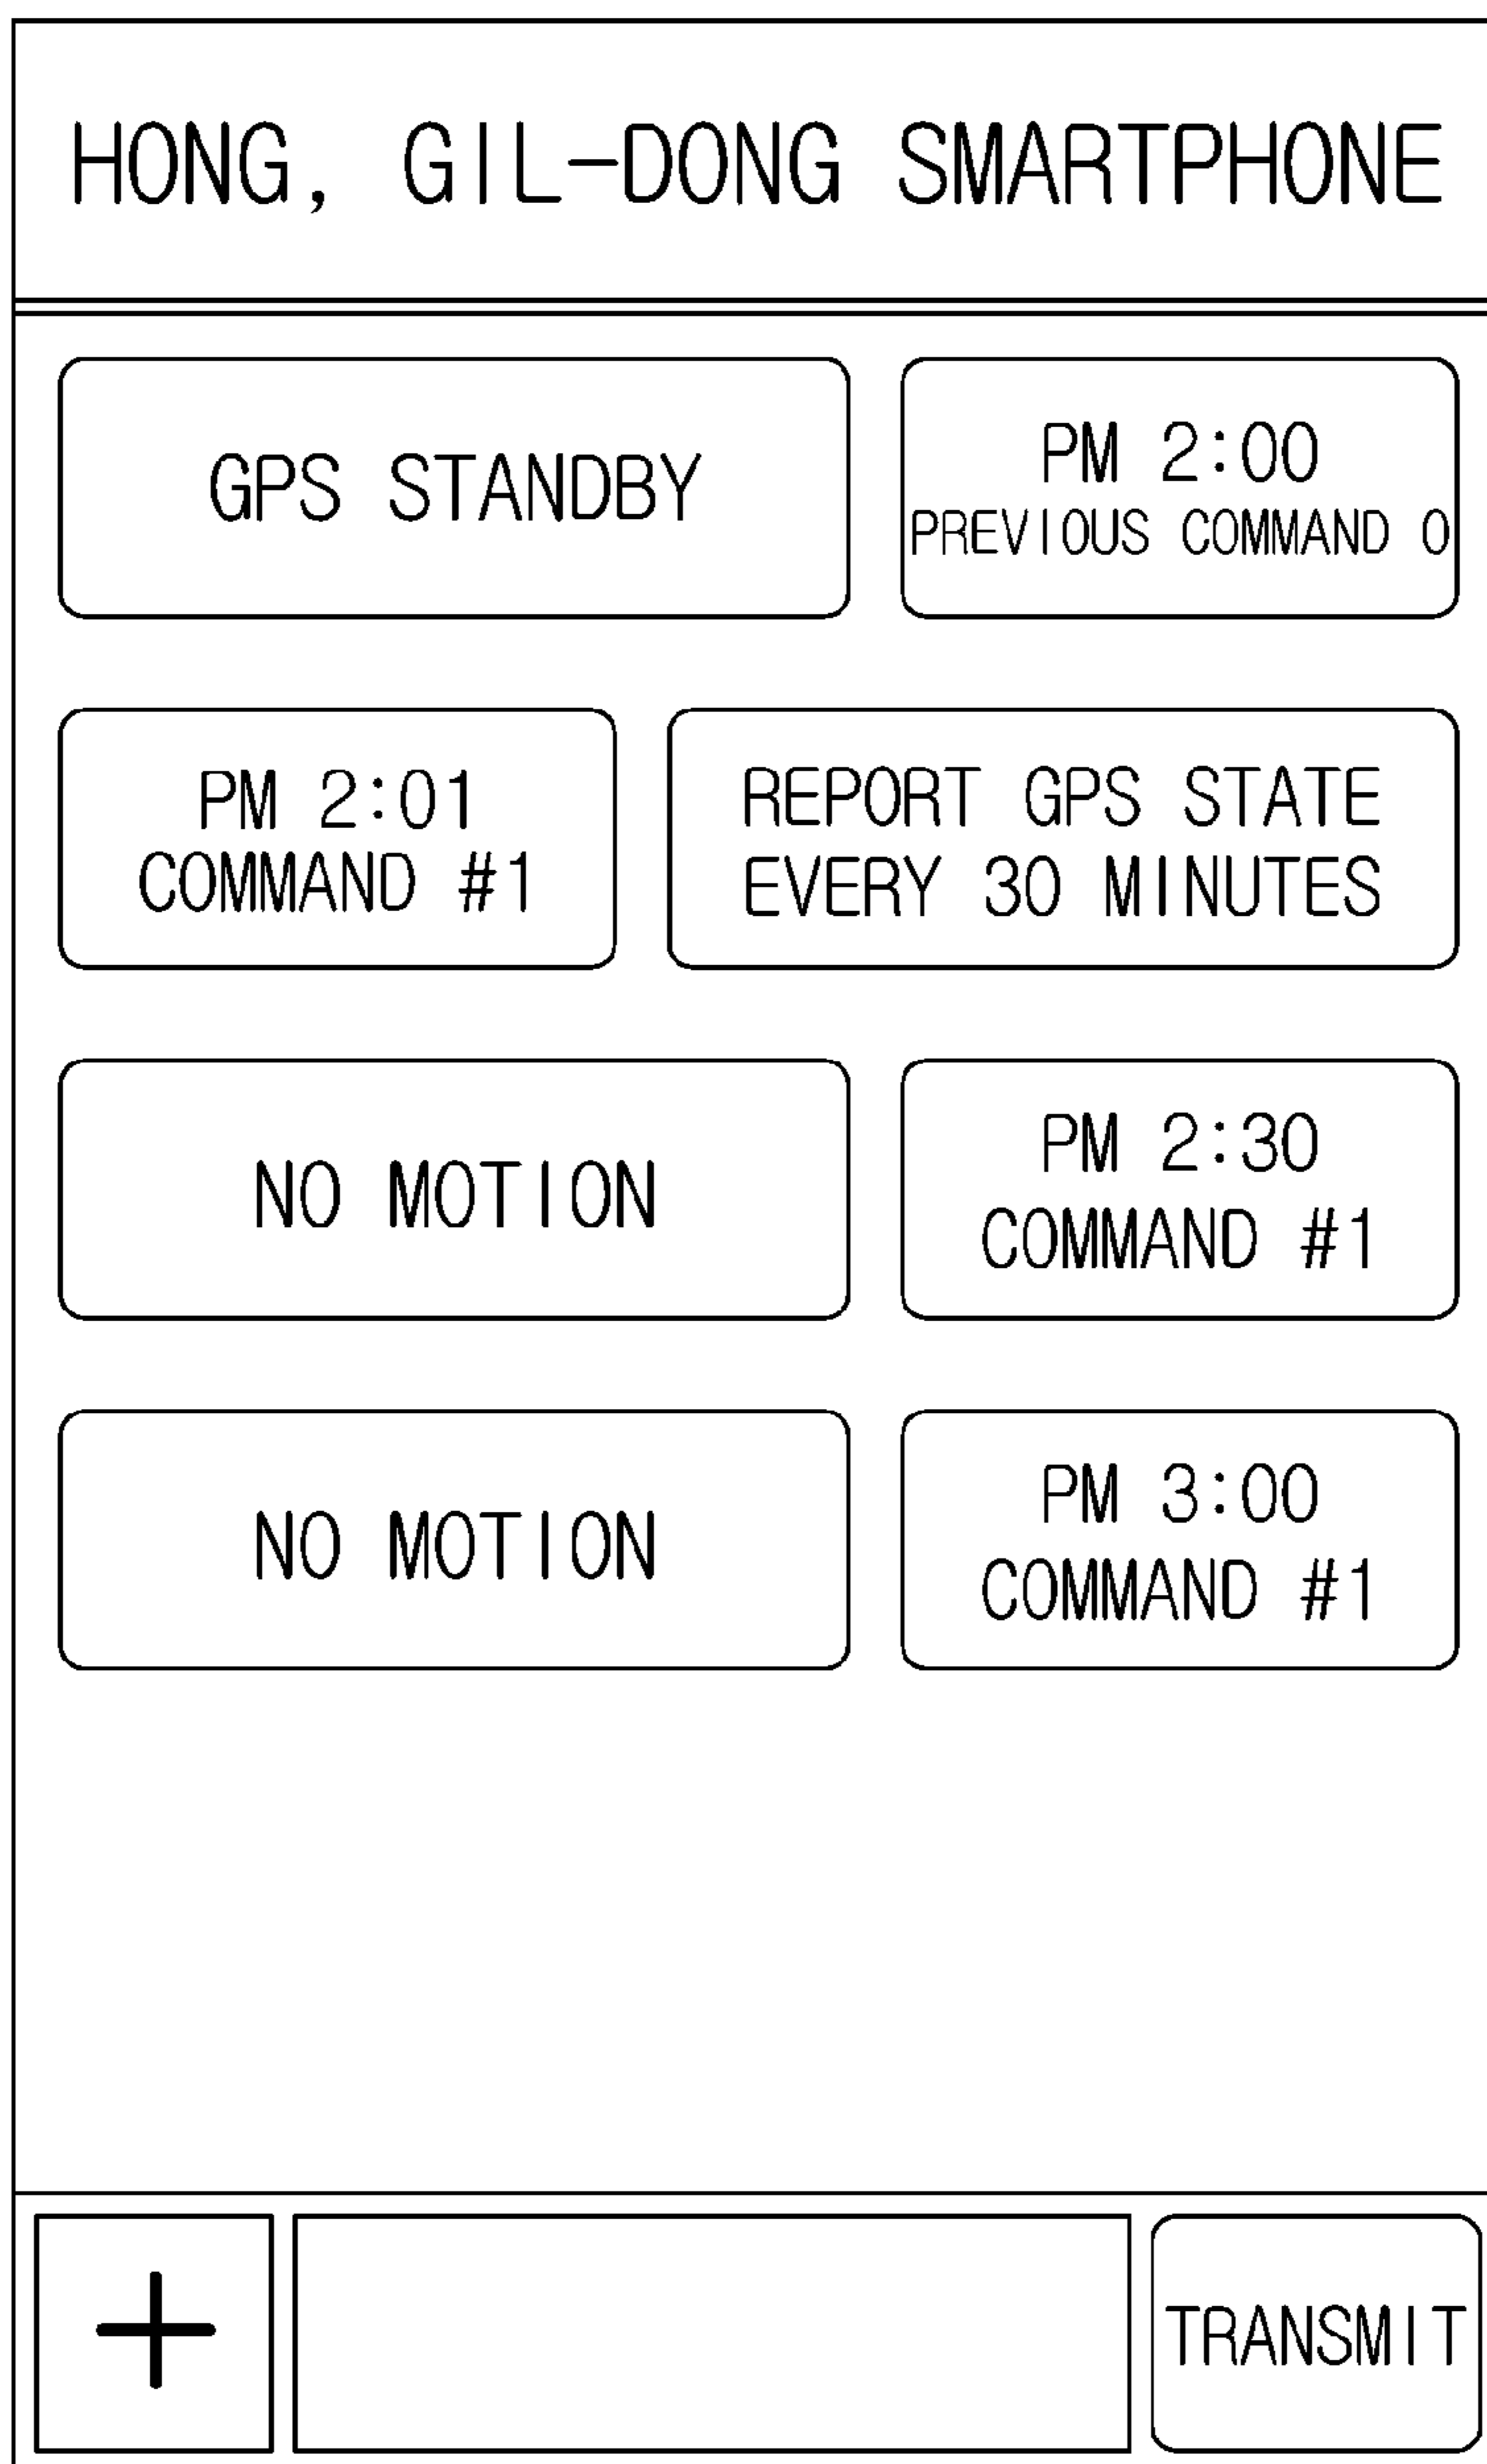 HONG, GIL-DONG SMARTPHONE
GPS STANDBY
PM 2:00
PREVIOUS COMMAND 0
PM 2:01
COMMAND #1
REPORT GPS STATE
EVERY 30 MINUTES
NO MOTION
PM 2:30
COMMAND #1
NO MOTION
PM 3:00
COMMAND #1
+
TRANSMIT